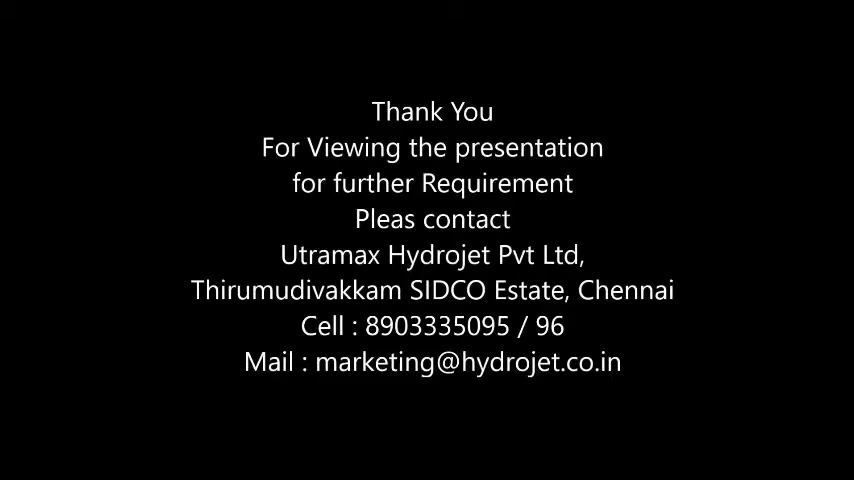 Thank You
For Viewing the presentation
for further Requirement
Pleas contact
Utramax Hydrojet Pvt Ltd,
Thirumudivakkam SIDCO Estate, Chennai
Cell : 8903335095 / 96
Mail : marketing@hydrojet.co.in